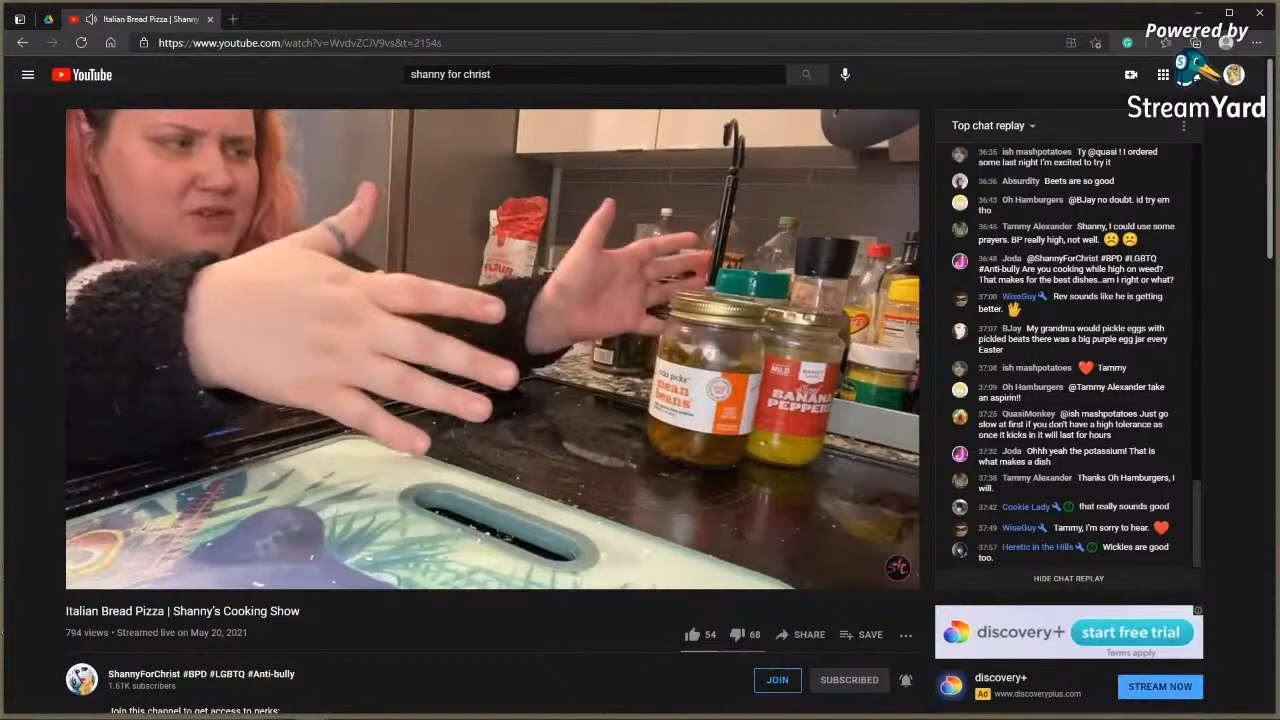 Italian Bread Pizza | Shanny
https://www.youtube.com/watch?v=WvdvZCJV9vs&t=2154s
Powered by
StreamYard
YouTube
shanny for christ
FLOUR
mean
beans
MILD
BANANA
PEPPERS
Top chat replay
36:35 ish mashpotatoes Ty @quasi ! I ordered
some last night I'm excited to try it
36:36 Absurdity Beets are so good
36:43 Oh Hamburgers @BJay no doubt. id try em
tho
36:45 Tammy Alexander Shanny, I could use some
prayers. BP really high, not well. ☹️ ☹️
36:48 Joda @ShannyForChrist #BPD #LGBTQ
#Anti-bully Are you cooking while high on weed?
That makes for the best dishes..am I right or what?
37:00 WiseGuy Rev sounds like he is getting
better. 🖖
37:07 BJay My grandma would pickle eggs with
pickled beats there was a big purple egg jar every
Easter
37:08 ish mashpotatoes ❤️ Tammy
37:09 Oh Hamburgers @Tammy Alexander take
an aspirin!!
37:25 QuasiMonkey @ish mashpotatoes Just go
slow at first if you don't have a high tolerance as
once it kicks in it will last for hours
37:32 Joda Ohhh yeah the potassium! That is
what makes a dish
37:38 Tammy Alexander Thanks Oh Hamburgers, I
will.
37:42 Cookie Lady that really sounds good
37:49 WiseGuy Tammy, I'm sorry to hear. ❤️
37:57 Heretic in the Hills Wickles are good
too.
HIDE CHAT REPLAY
Italian Bread Pizza | Shanny's Cooking Show
794 views • Streamed live on May 20, 2021
54
68
SHARE
SAVE
ShannyForChrist #BPD #LGBTQ #Anti-bully
1.61K subscribers
JOIN
SUBSCRIBED
Join this channel to get access to perks:
discovery+
start free trial
Terms apply
discovery+
Ad www.discoveryplus.com
STREAM NOW